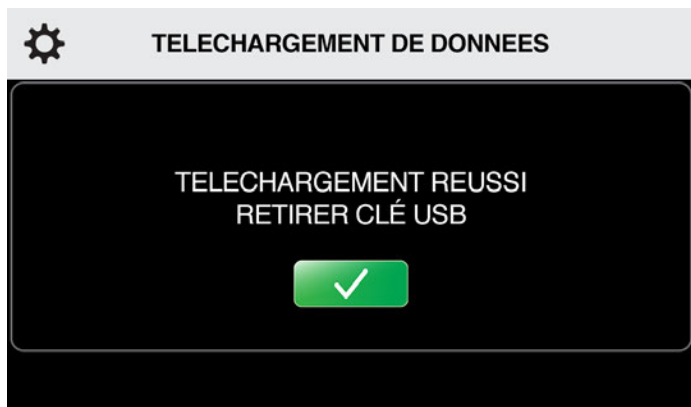 TELECHARGEMENT DE DONNEES
TELECHARGEMENT REUSSI
RETIRER CLÉ USB